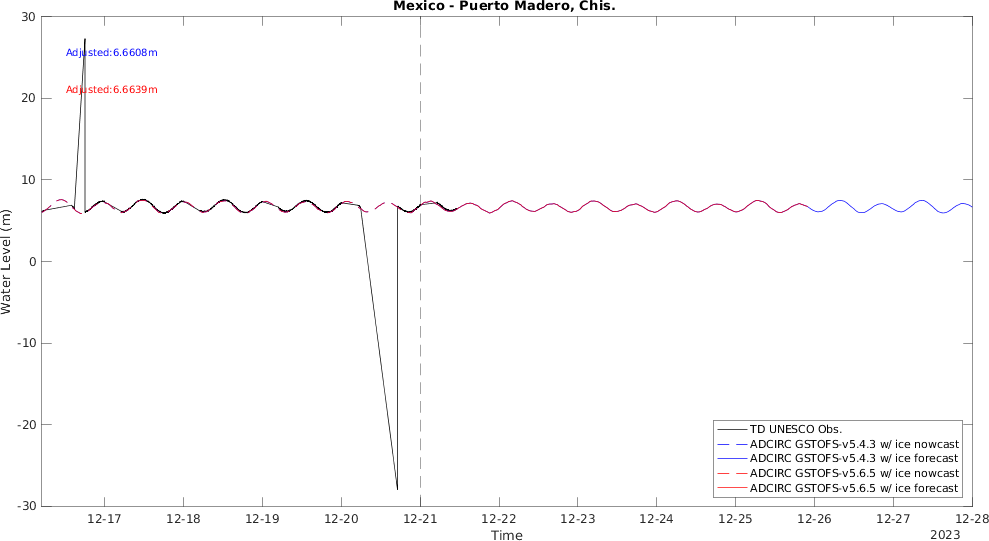 Mexico - Puerto Madero, Chis.
30
20
10
0
-10
-20
-30
Water Level (m)
Adjusted:6.6608m
Adjusted:6.6639m
TD UNESCO Obs.
ADCIRC GSTOFS-v5.4.3 w/ ice nowcast
ADCIRC GSTOFS-v5.4.3 w/ ice forecast
ADCIRC GSTOFS-v5.6.5 w/ ice nowcast
ADCIRC GSTOFS-v5.6.5 w/ ice forecast
12-17 12-18 12-19 12-20 12-21 12-22 12-23 12-24 12-25 12-26 12-27 12-28
Time
2023